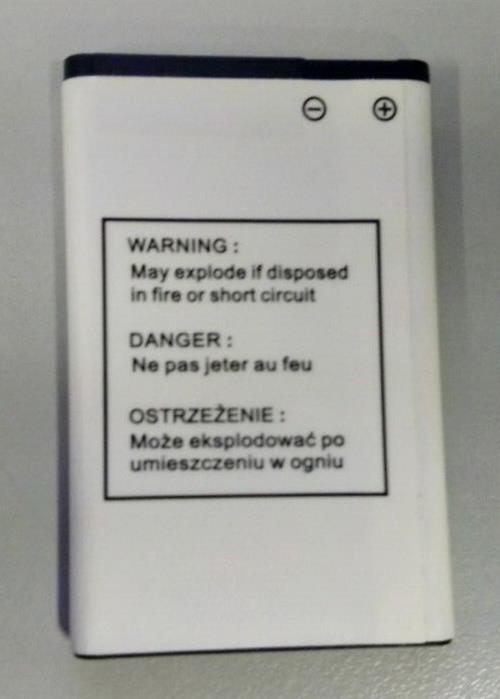 ⊖ ⊕
WARNING :
May explode if disposed
in fire or short circuit
DANGER :
Ne pas jeter au feu
OSTRZEŻENIE :
Może eksplodować po
umieszczeniu w ogniu